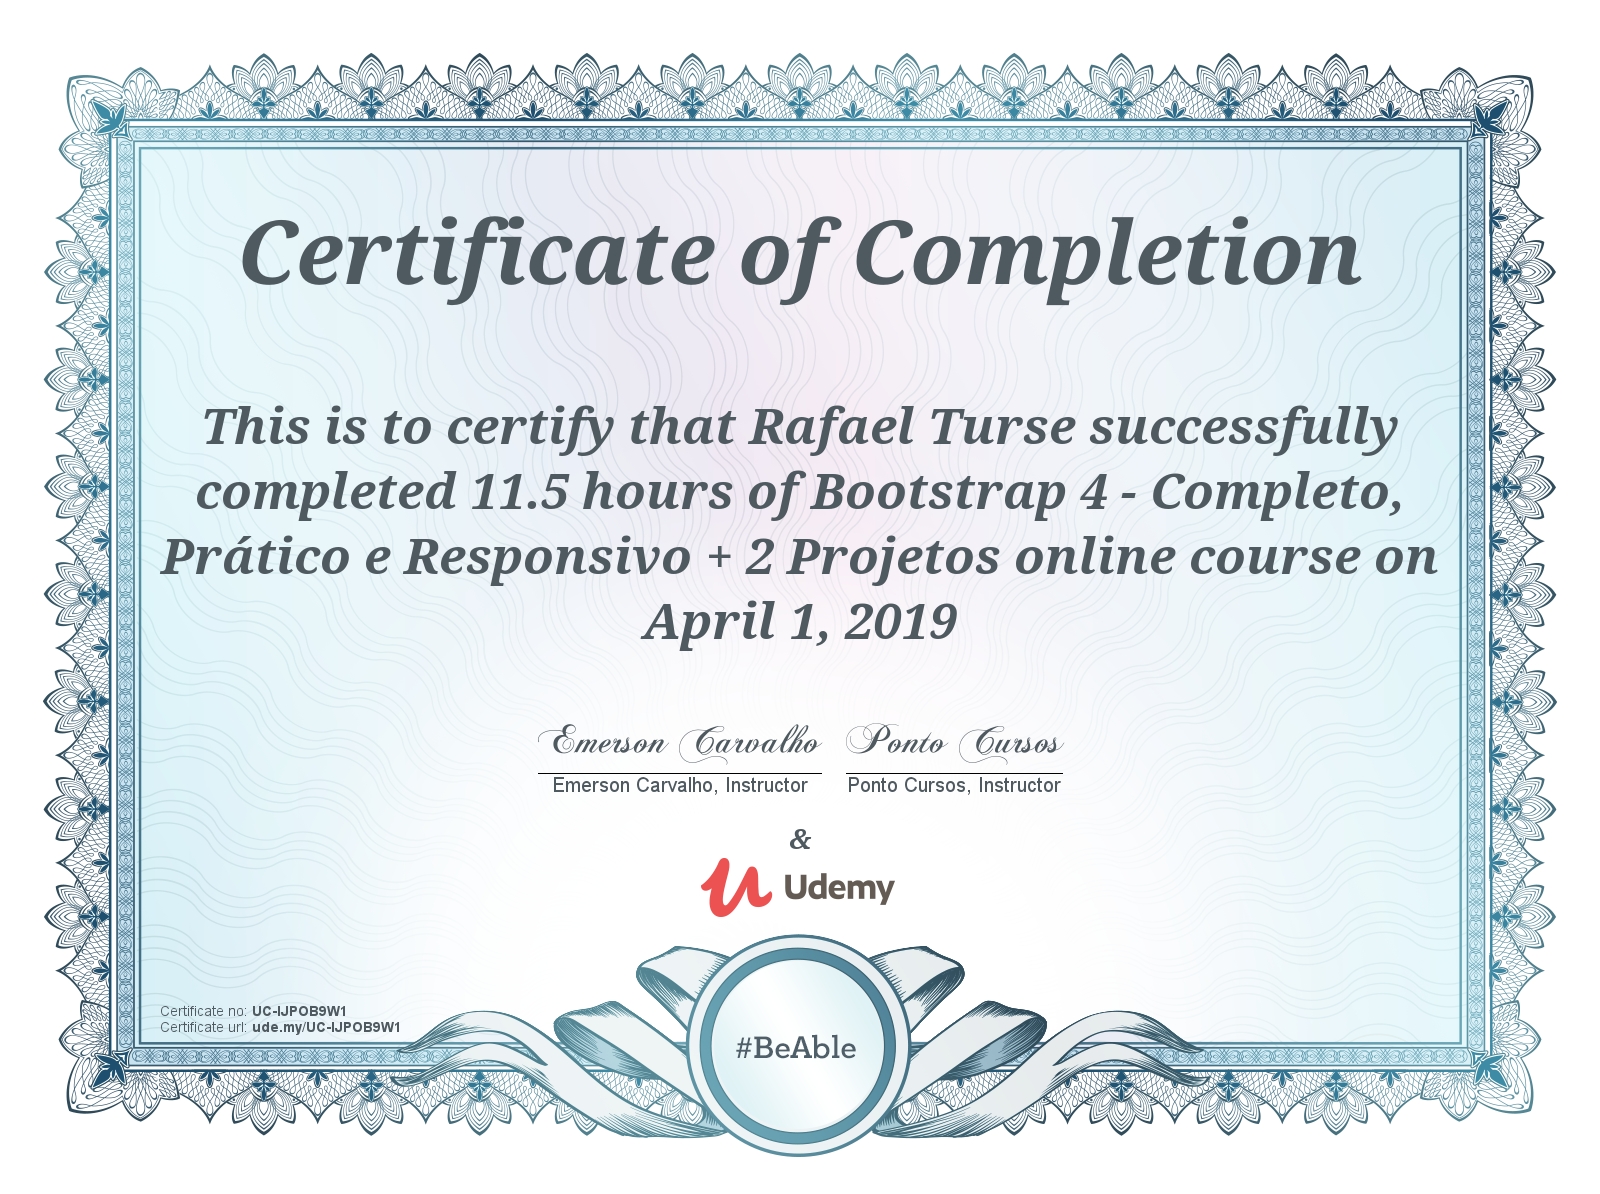 Certificate of Completion
This is to certify that Rafael Turse successfully
completed 11.5 hours of Bootstrap 4 - Completo,
Prático e Responsivo + 2 Projetos online course on
April 1, 2019
Emerson Carvalho Ponto Cursos
Emerson Carvalho, Instructor Ponto Cursos, Instructor
&
Udemy
Certificate no: UC-IJPOB9W1
Certificate url: ude.my/UC-IJPOB9W1
#BeAble